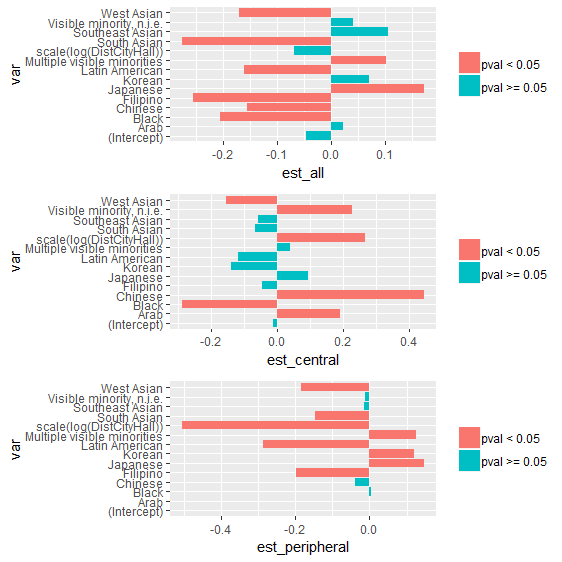 West Asian
Visible minority, n.i.e.
Southeast Asian
South Asian
scale(log(DistCityHall))
Multiple visible minorities
Latin American
Korean
Japanese
Filipino
Chinese
Black
Arab
(Intercept)
var
-0.2 -0.1 0.0 0.1
est_all
pval < 0.05
pval >= 0.05
West Asian
Visible minority, n.i.e.
Southeast Asian
South Asian
scale(log(DistCityHall))
Multiple visible minorities
Latin American
Korean
Japanese
Filipino
Chinese
Black
Arab
(Intercept)
var
-0.2 0.0 0.2 0.4
est_central
pval < 0.05
pval >= 0.05
West Asian
Visible minority, n.i.e.
Southeast Asian
South Asian
scale(log(DistCityHall))
Multiple visible minorities
Latin American
Korean
Japanese
Filipino
Chinese
Black
Arab
(Intercept)
var
-0.4 -0.2 0.0
est_peripheral
pval < 0.05
pval >= 0.05